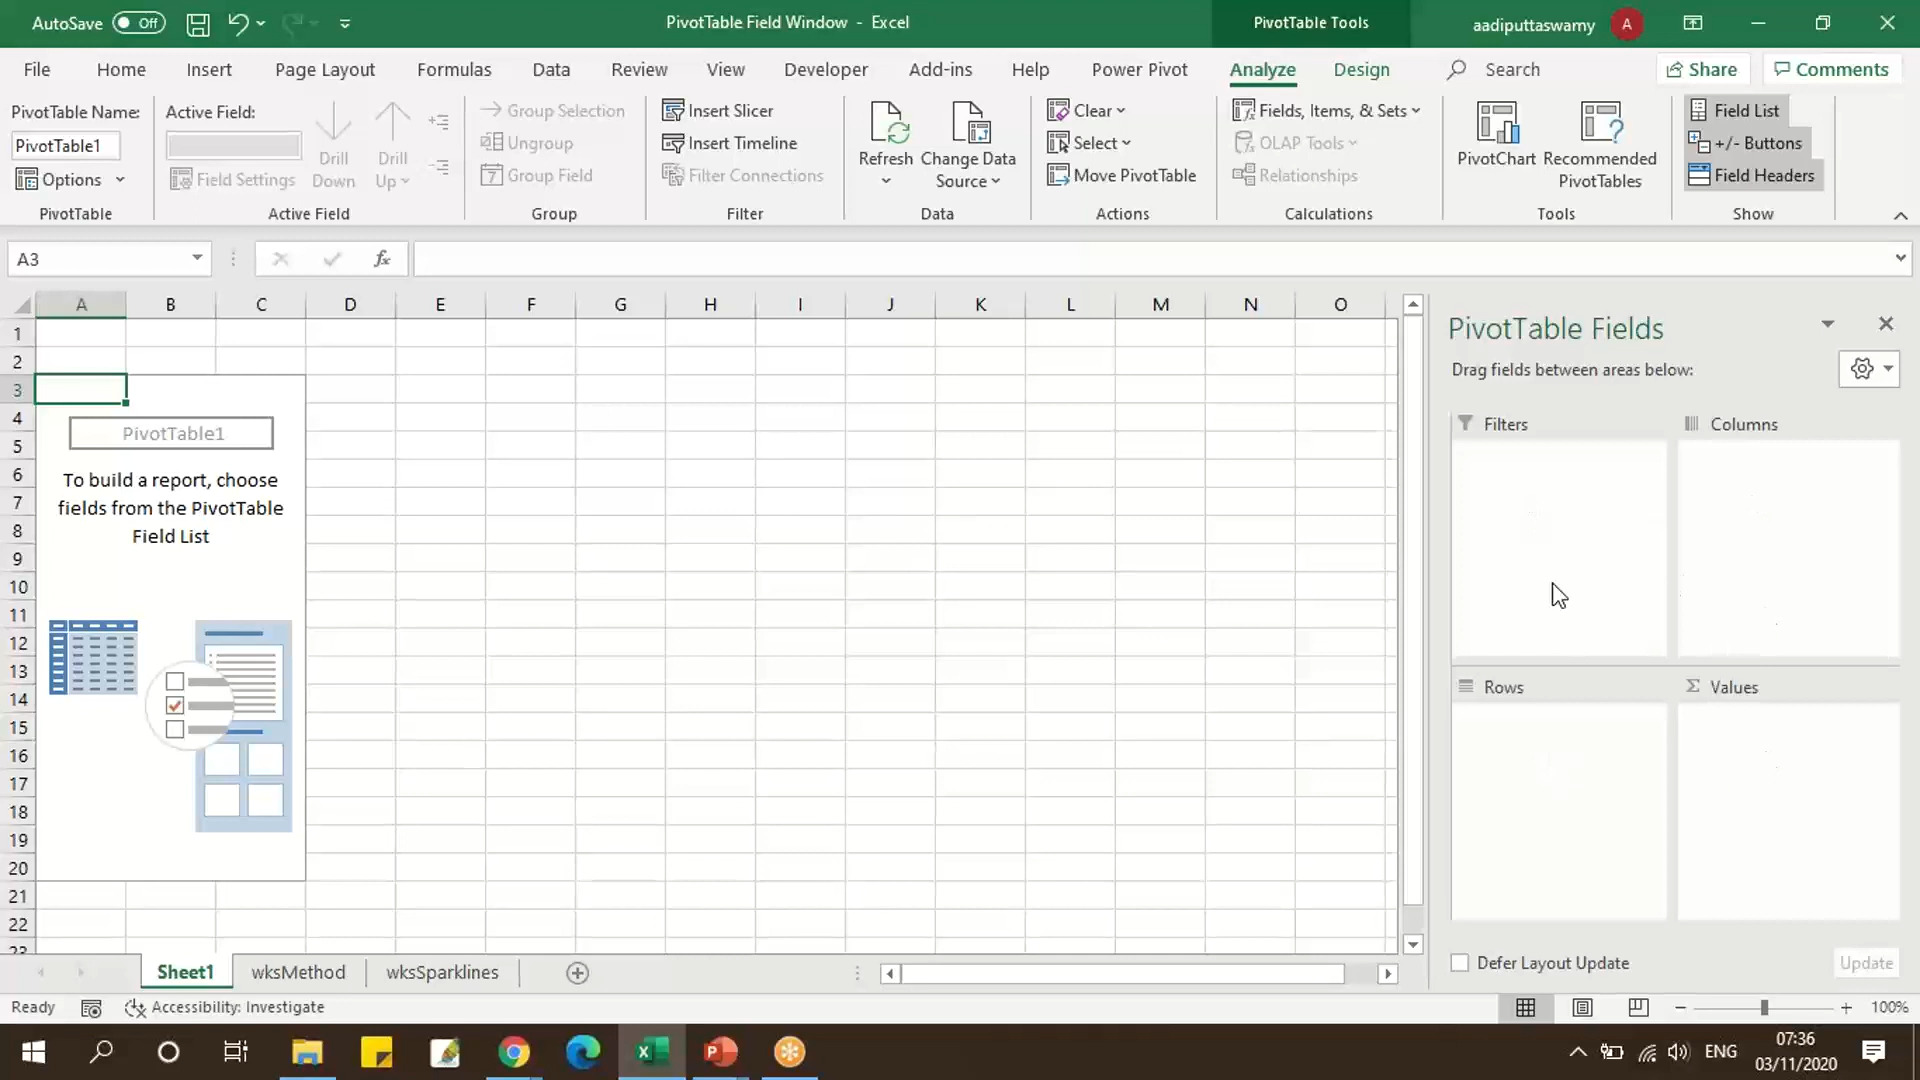 AutoSave Off PivotTable Field Window - Excel PivotTable Tools aadiputtaswamy A
File Home Insert Page Layout Formulas Data Review View Developer Add-ins Help Power Pivot Analyze Design Search Share Comments
PivotTable Name:
PivotTable1
Options
PivotTable
Active Field:
Field Settings
Drill Down
Drill Up
Active Field
Group Selection
Ungroup
7 Group Field
Group
Insert Slicer
Insert Timeline
Filter Connections
Filter
Refresh
Change Data Source
Data
Clear
Select
Move PivotTable
Actions
Fields, Items, & Sets
OLAP Tools
Relationships
Calculations
PivotChart
Recommended PivotTables
Tools
Field List
+/- Buttons
Field Headers
Show
A3 fx
A B C D E F G H I J K L M N O
1
2
3
4
5
6
7
8
9
10
11
12
13
14
15
16
17
18
19
20
21
22
23
PivotTable1
To build a report, choose
fields from the PivotTable
Field List
PivotTable Fields
Drag fields between areas below:
Filters
Columns
Rows
Σ Values
Defer Layout Update
Update
Sheet1 wksMethod wksSparklines
Ready Accessibility: Investigate 100%
ENG
07:36
03/11/2020